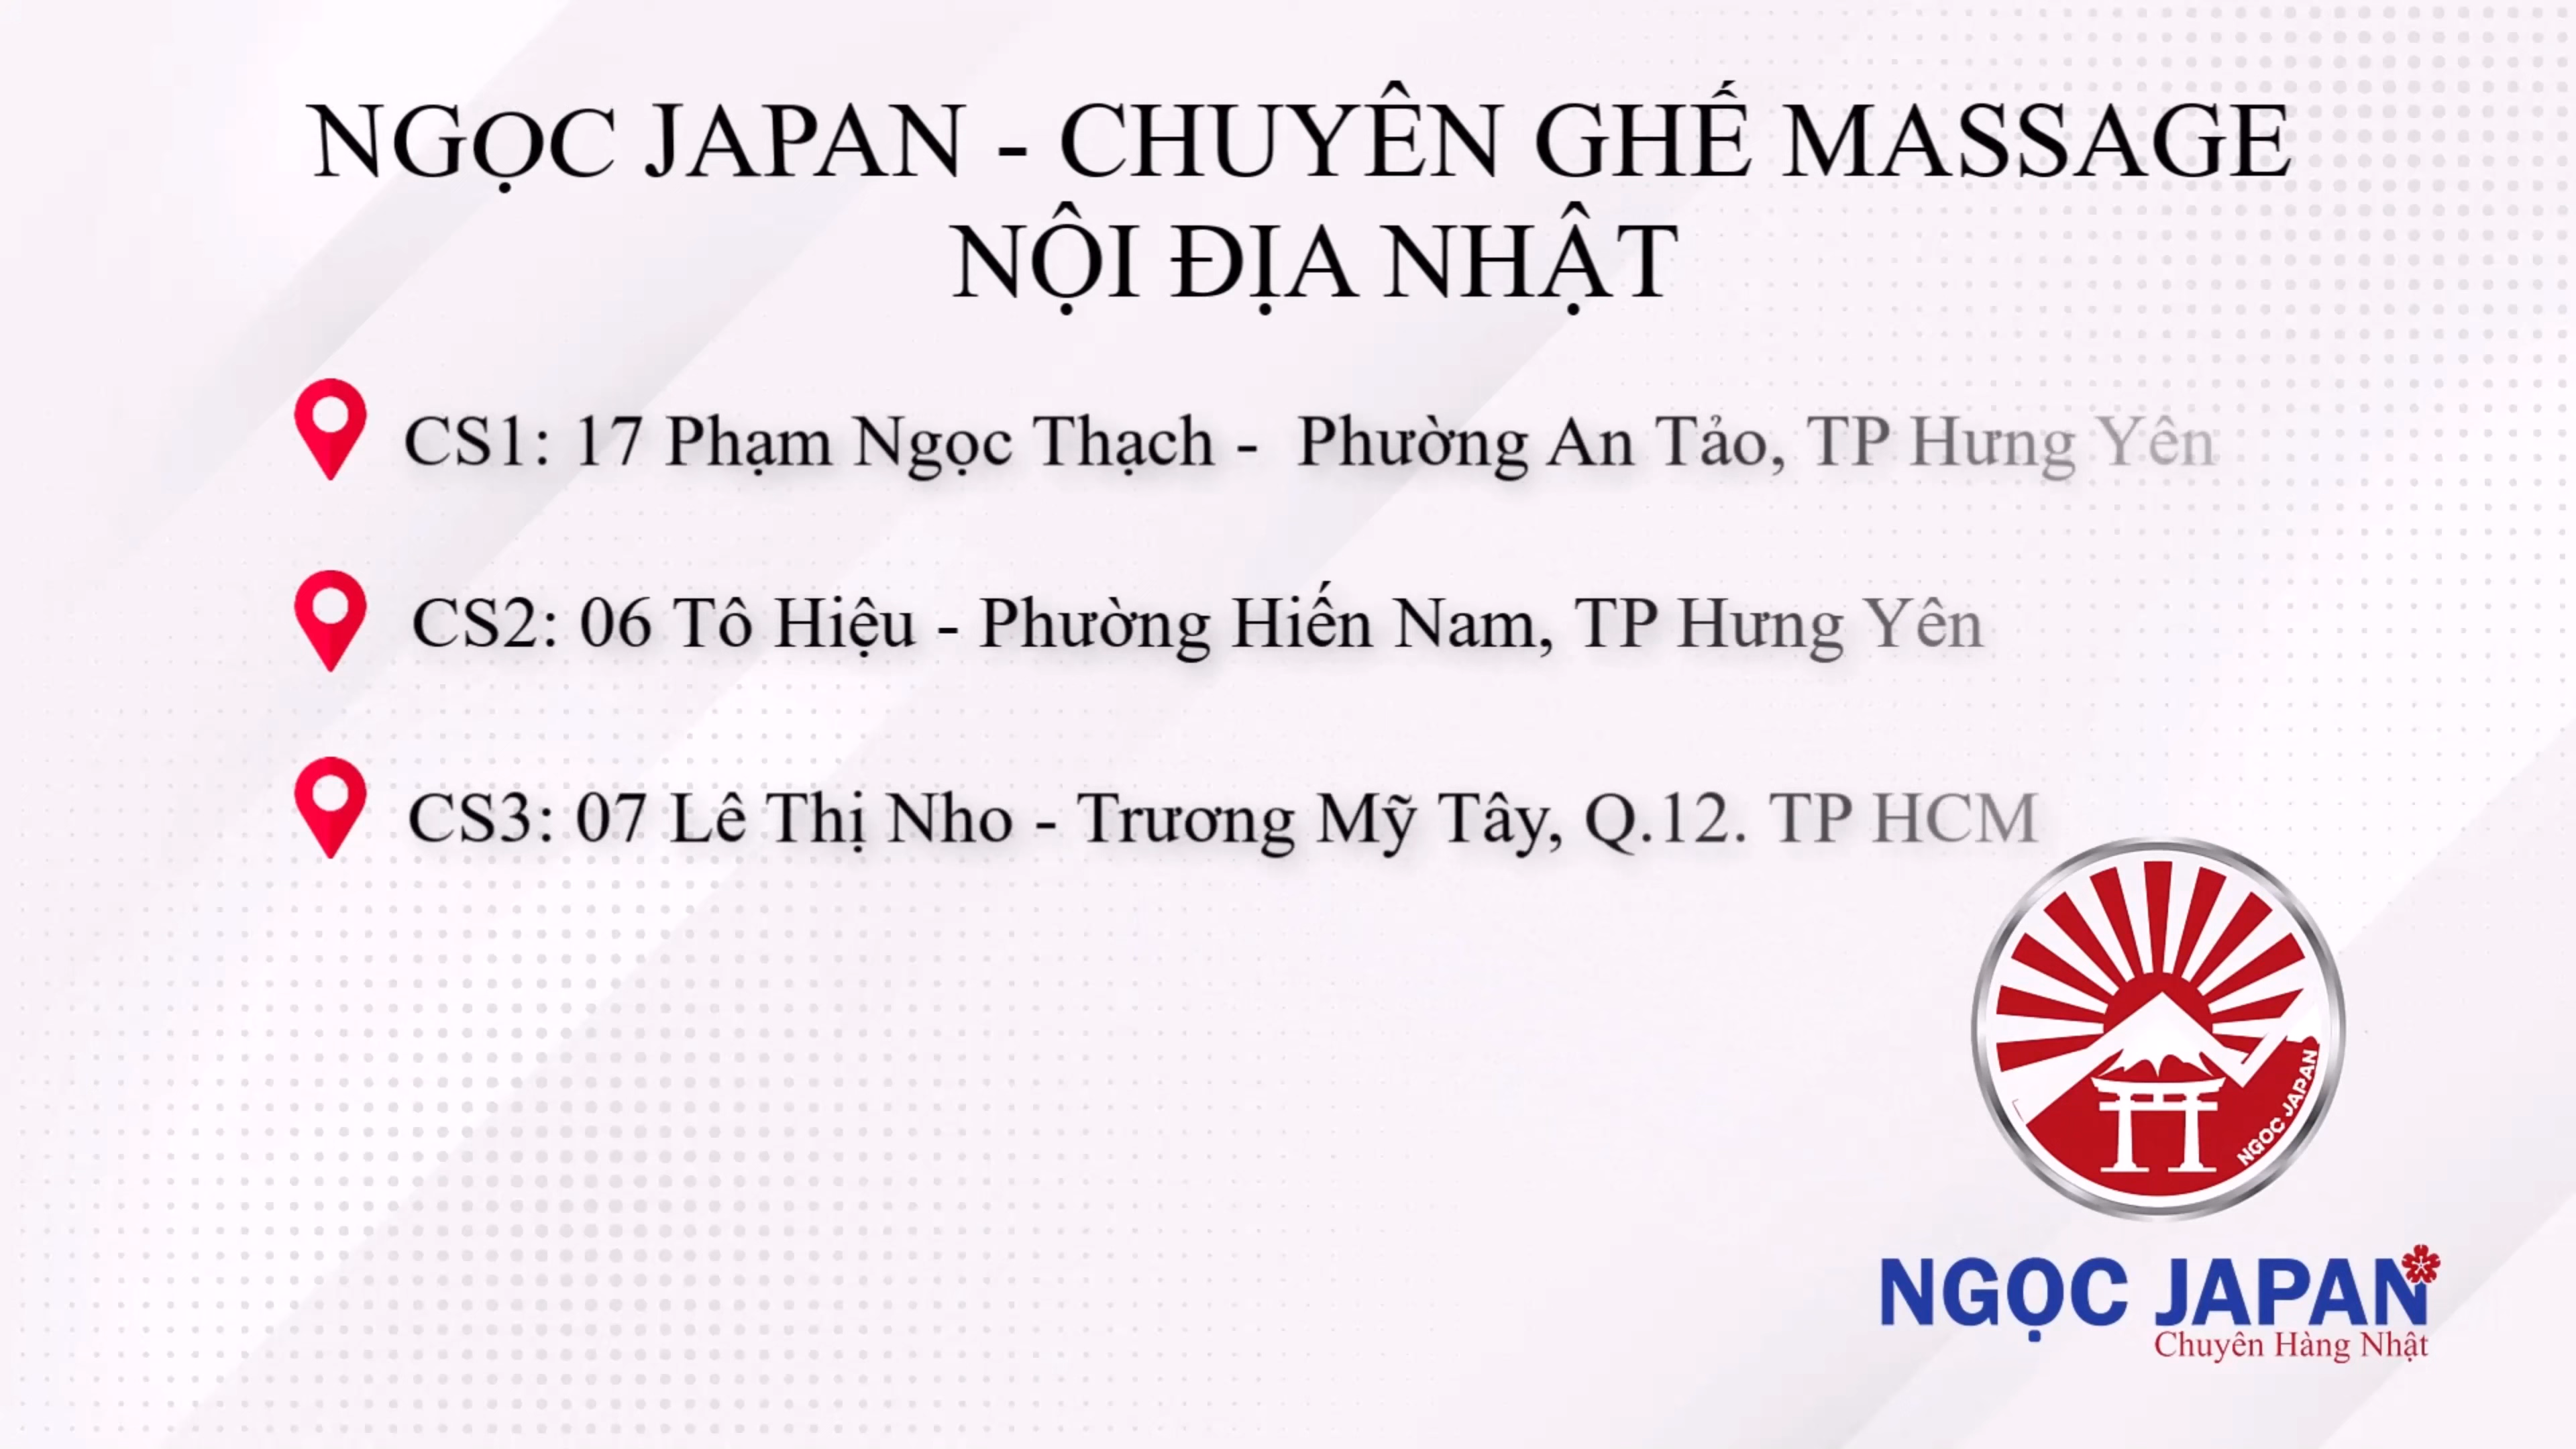 NGỌC JAPAN - CHUYÊN GHẾ MASSAGE
NỘI ĐỊA NHẬT
CS1: 17 Phạm Ngọc Thạch - Phường An Tảo, TP Hưng Yên
CS2: 06 Tô Hiệu - Phường Hiến Nam, TP Hưng Yên
CS3: 07 Lê Thị Nho - Trương Mỹ Tây, Q.12. TP HCM
NGOC JAPAN
NGỌC JAPAN
Chuyên Hàng Nhật